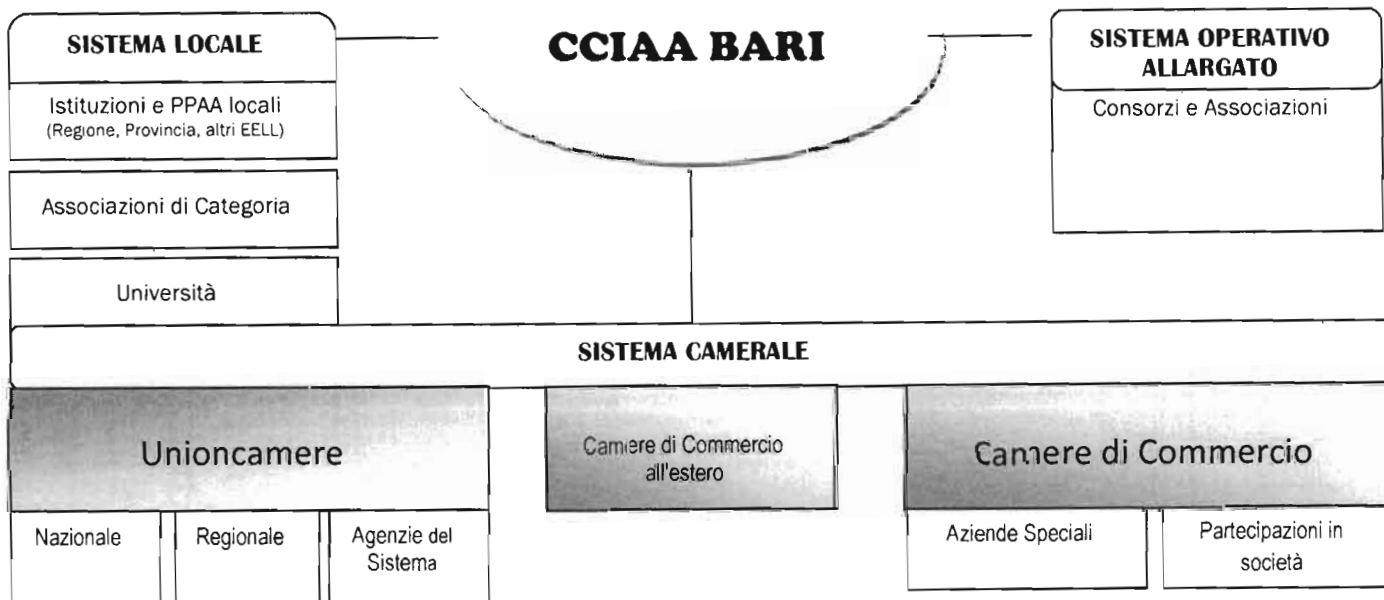 SISTEMA LOCALE
Istituzioni e PPAA locali
(Regione, Provincia, altri EELL)
Associazioni di Categoria
Università
CCIAA BARI
SISTEMA OPERATIVO
ALLARGATO
Consorzi e Associazioni
SISTEMA CAMERALE
Unioncamere
Nazionale
Regionale
Agenzie del
Sistema
Camere di Commercio
all'estero
Camere di Commercio
Aziende Speciali
Partecipazioni in
società